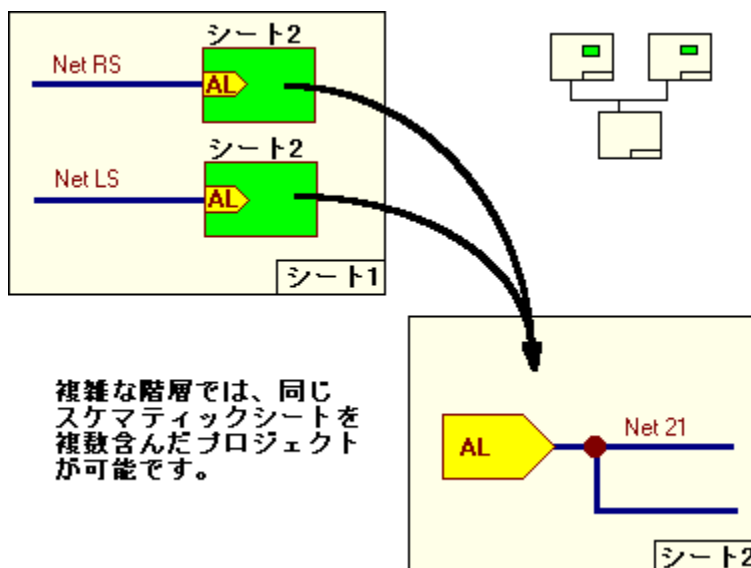 シート2
Net RS
AL
シート2
Net LS
AL
シート1
複雑な階層では、同じ
スケマティックシートを
複数含んだプロジェクト
が可能です。
AL
Net 21
シート2